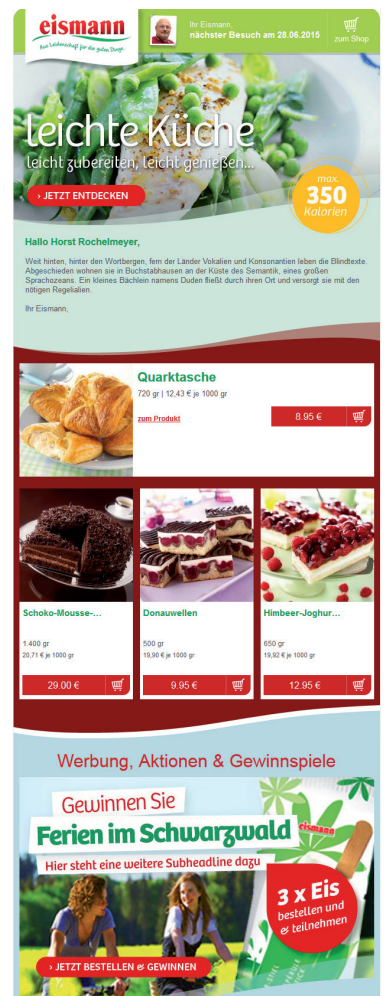 eismann
Aus Leidenschaft für die guten Dinge.
Ihr Eismann,
nächster Besuch am 28.06.2015
zum Shop
leichte Küche
leicht zubereiten, leicht genießen...
› JETZT ENTDECKEN
max.
350
Kalorien
Hallo Horst Rochelmeyer,
Weit hinten, hinter den Wortbergen, fern der Länder Vokalien und Konsonantien leben die Blindtexte.
Abgeschieden wohnen sie in Buchstabhausen an der Küste des Semantik, eines großen
Sprachozeans. Ein kleines Bächlein namens Duden fließt durch ihren Ort und versorgt sie mit den
nötigen Regelialien.
Ihr Eismann,
Quarktasche
720 gr | 12,43 € je 1000 gr
zum Produkt
8.95 €
Schoko-Mousse-...
1.400 gr
20,71 € je 1000 gr
29.00 €
Donauwellen
500 gr
19,90 € je 1000 gr
9.95 €
Himbeer-Joghur...
650 gr
19,92 € je 1000 gr
12.95 €
Werbung, Aktionen & Gewinnspiele
Gewinnen Sie
Ferien im Schwarzwald
Hier steht eine weitere Subheadline dazu
eismann
3 x Eis
bestellen und
& teilnehmen
› JETZT BESTELLEN & GEWINNEN